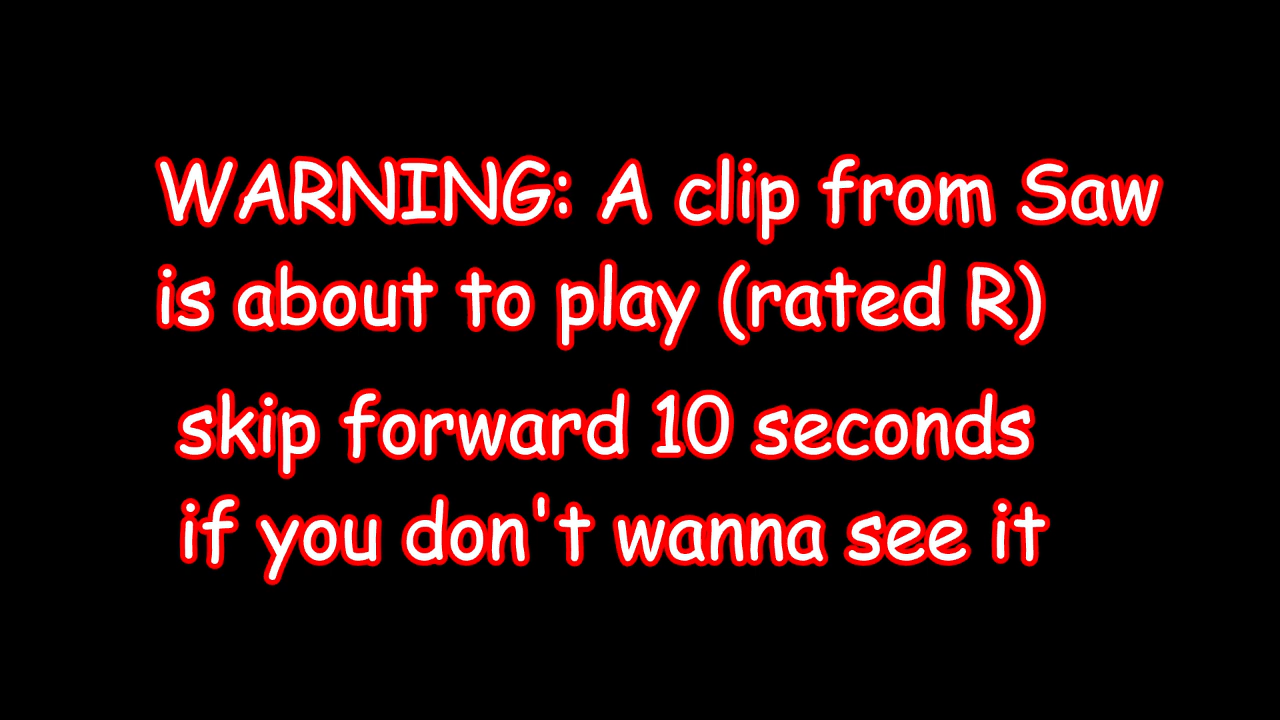 WARNING: A clip from Saw
is about to play (rated R)
skip forward 10 seconds
if you don't wanna see it